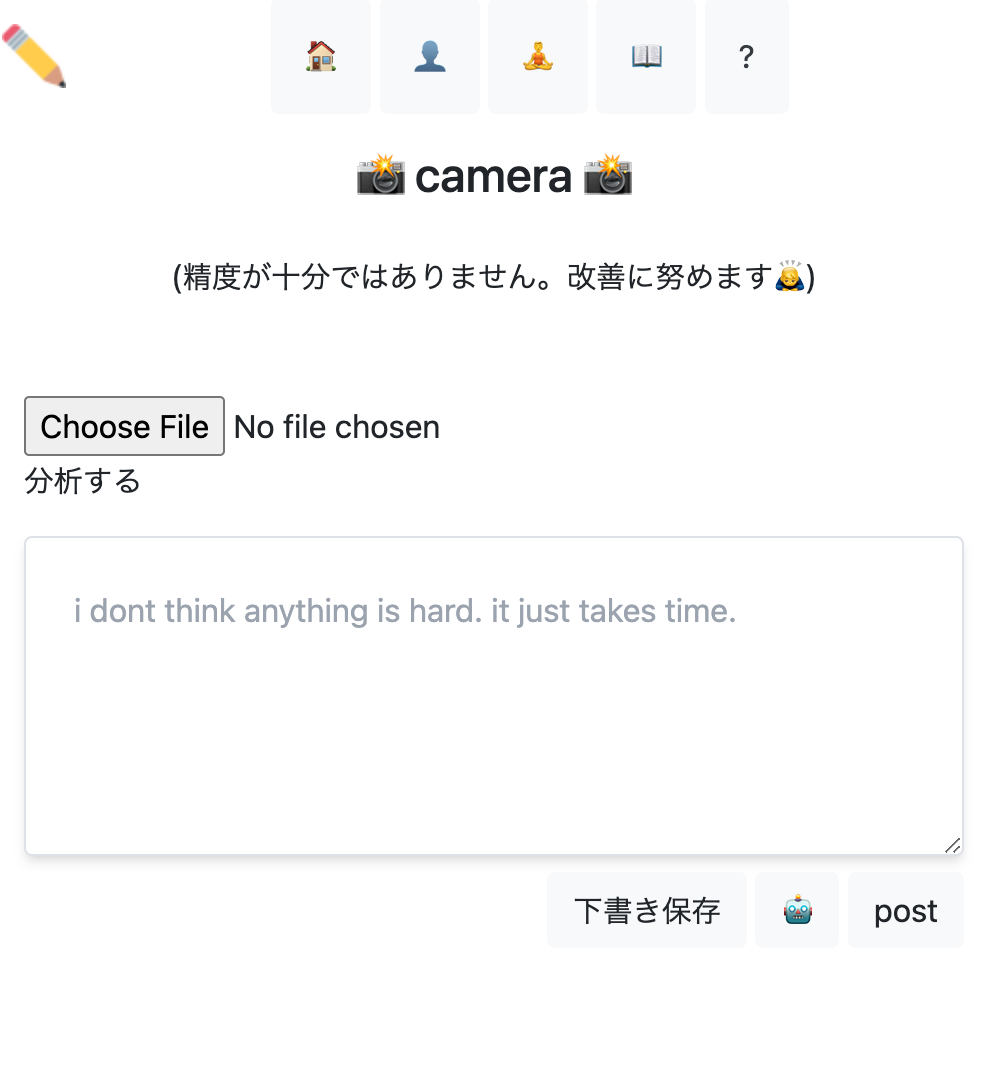 ✏️
🏠 👤 🧘 📖 ?
📸 camera 📸
(精度が十分ではありません。改善に努めます🙇)
Choose File No file chosen
分析する
i dont think anything is hard. it just takes time.
下書き保存 🤖 post